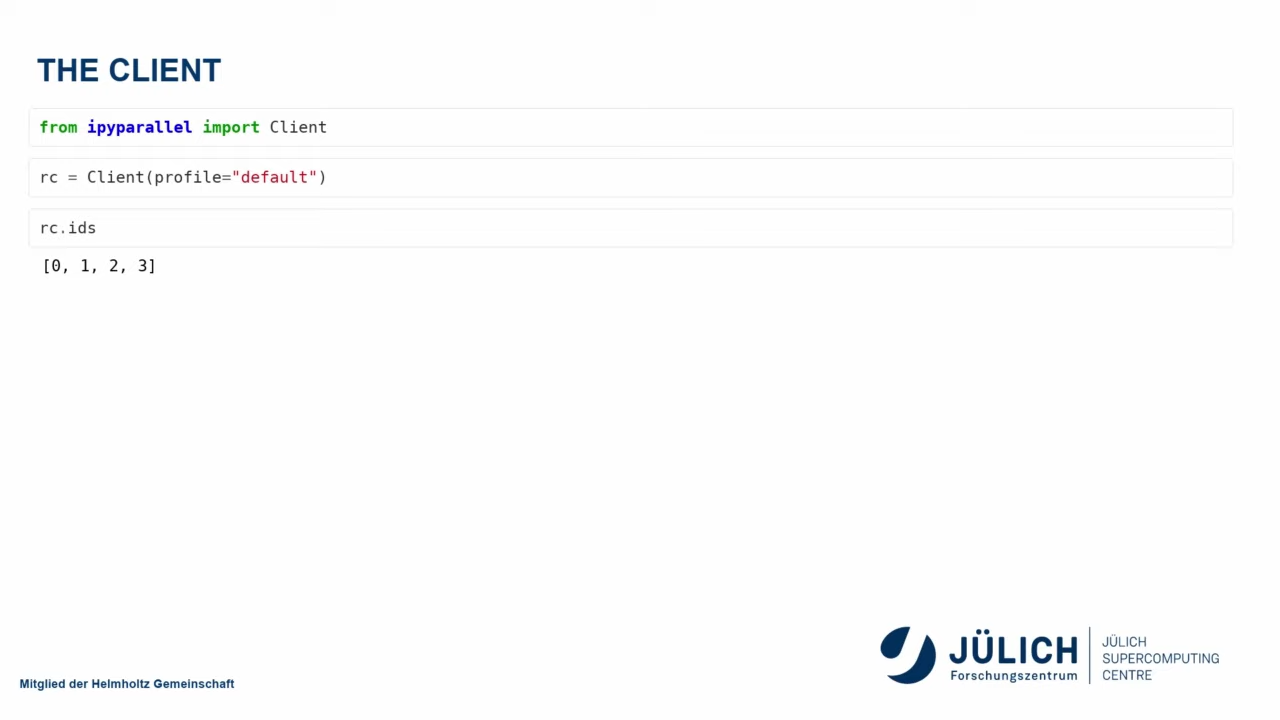 THE CLIENT
from ipyparallel import Client
rc = Client(profile="default")
rc.ids
[0, 1, 2, 3]
JÜLICH
Forschungszentrum
JÜLICH
SUPERCOMPUTING
CENTRE
Mitglied der Helmholtz Gemeinschaft